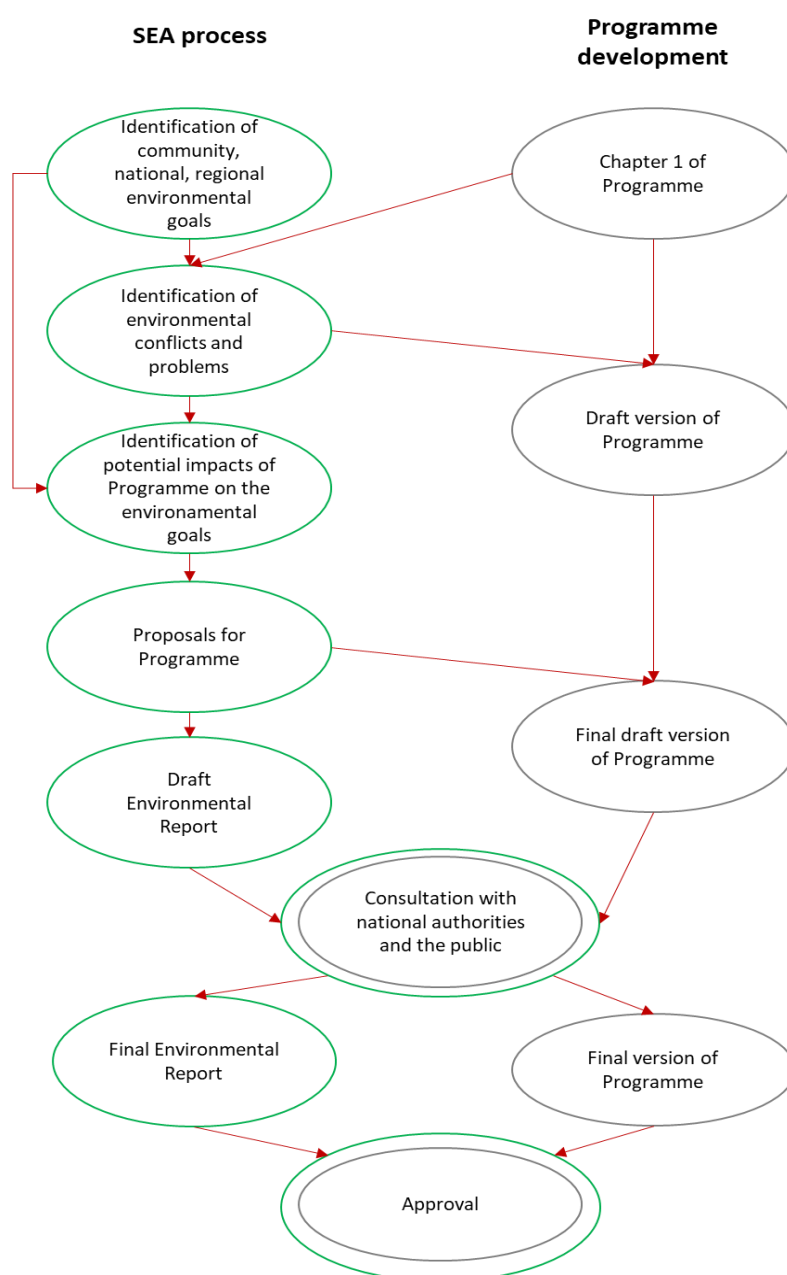 SEA process
Programme
development
Identification of
community,
national, regional
environmental
goals
Chapter 1 of
Programme
Identification of
environmental
conflicts and
problems
Draft version of
Programme
Identification of
potential impacts of
Programme on the
environamental
goals
Proposals for
Programme
Final draft version
of Programme
Draft
Environmental
Report
Consultation with
national authorities
and the public
Final Environmental
Report
Final version of
Programme
Approval